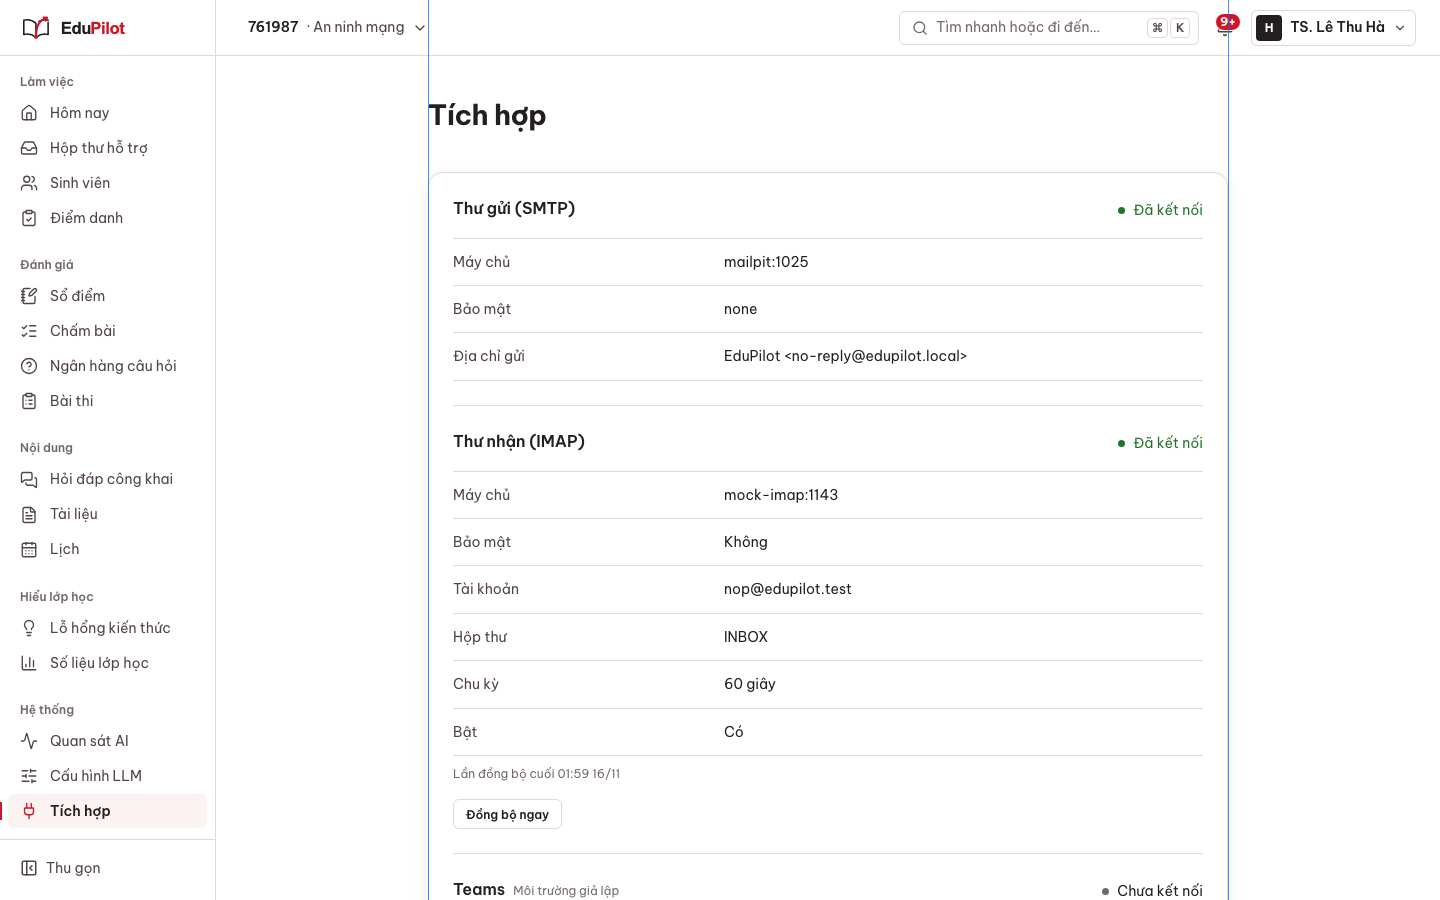 EduPilot
761987 · An ninh mạng
Tìm nhanh hoặc đi đến...
⌘ K
9+
H
TS. Lê Thu Hà
Làm việc
Hôm nay
Hộp thư hỗ trợ
Sinh viên
Điểm danh
Đánh giá
Sổ điểm
Chấm bài
Ngân hàng câu hỏi
Bài thi
Nội dung
Hỏi đáp công khai
Tài liệu
Lịch
Hiểu lớp học
Lỗ hổng kiến thức
Số liệu lớp học
Hệ thống
Quan sát AI
Cấu hình LLM
Tích hợp
Thu gọn
Tích hợp
Thư gửi (SMTP)
Đã kết nối
Máy chủ mailpit:1025
Bảo mật none
Địa chỉ gửi EduPilot <no-reply@edupilot.local>
Thư nhận (IMAP)
Đã kết nối
Máy chủ mock-imap:1143
Bảo mật Không
Tài khoản nop@edupilot.test
Hộp thư INBOX
Chu kỳ 60 giây
Bật Có
Lần đồng bộ cuối 01:59 16/11
Đồng bộ ngay
Teams Môi trường giả lập
Chưa kết nối